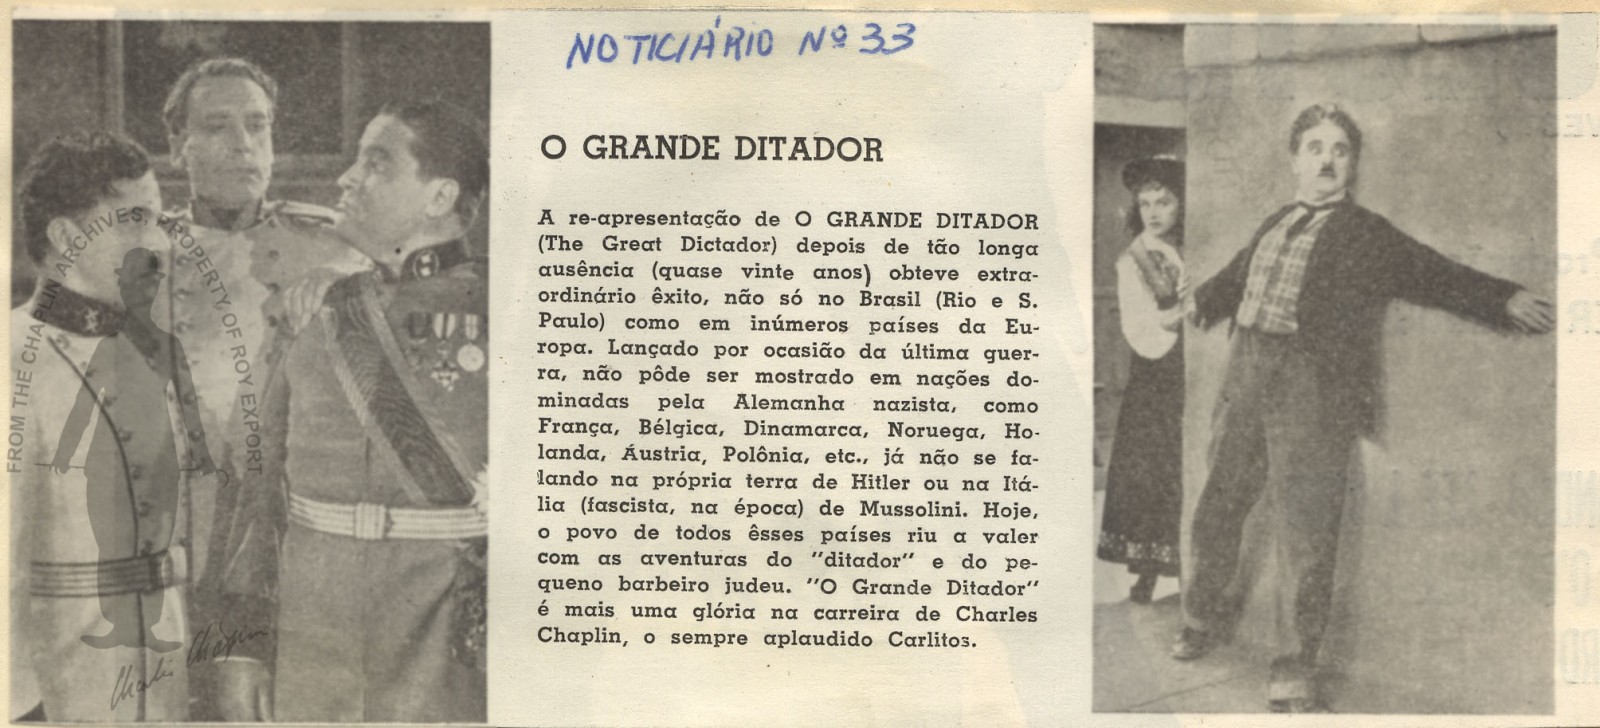 NOTICIÁRIO Nº 33
O GRANDE DITADOR
A re-apresentação de O GRANDE DITADOR
(The Great Dictador) depois de tão longa
ausência (quase vinte anos) obteve extra-
ordinário êxito, não só no Brasil (Rio e S.
Paulo) como em inúmeros países da Eu-
ropa. Lançado por ocasião da última guer-
ra, não pôde ser mostrado em nações do-
minadas pela Alemanha nazista, como
França, Bélgica, Dinamarca, Noruega, Ho-
landa, Áustria, Polônia, etc., já não se fa-
lando na própria terra de Hitler ou na Itá-
lia (fascista, na época) de Mussolini. Hoje,
o povo de todos êsses países riu a valer
com as aventuras do "ditador" e do pe-
queno barbeiro judeu. "O Grande Ditador"
é mais uma glória na carreira de Charles
Chaplin, o sempre aplaudido Carlitos.
FROM THE CHAPLIN ARCHIVES, PROPERTY OF ROY EXPORT
Charlie Chaplin